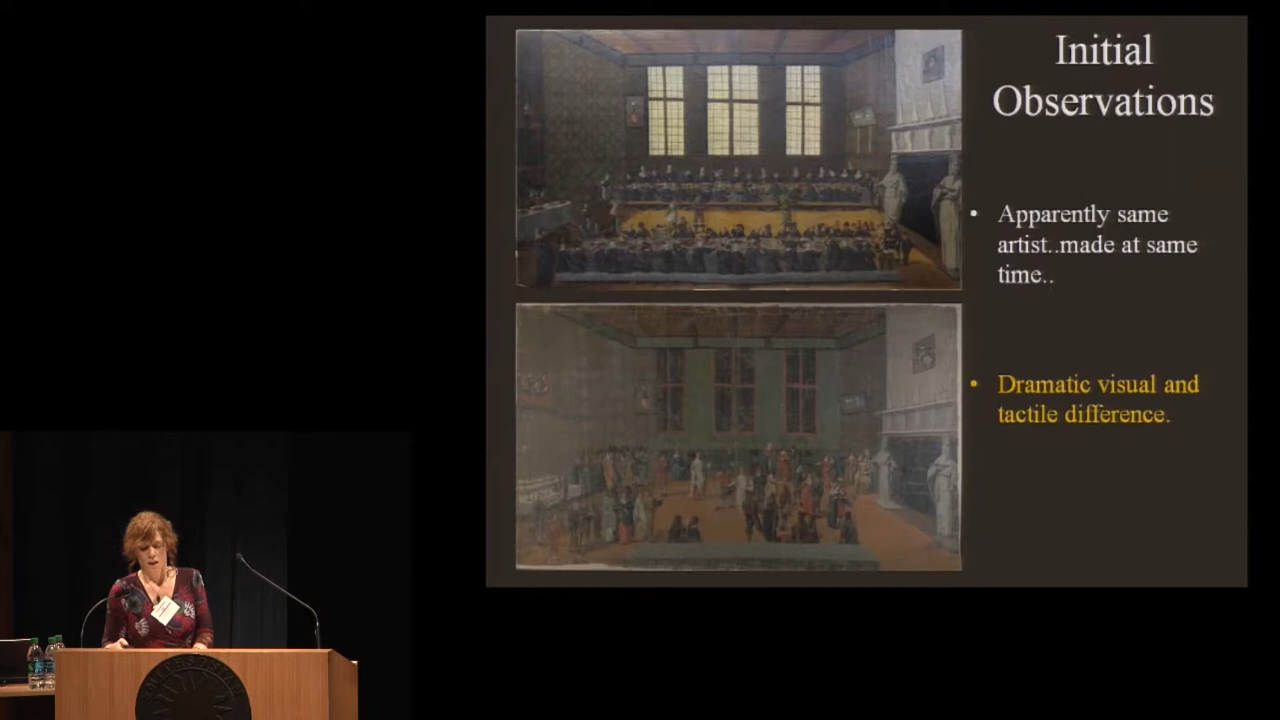 Initial
Observations
• Apparently same
artist..made at same
time..
• Dramatic visual and
tactile difference.